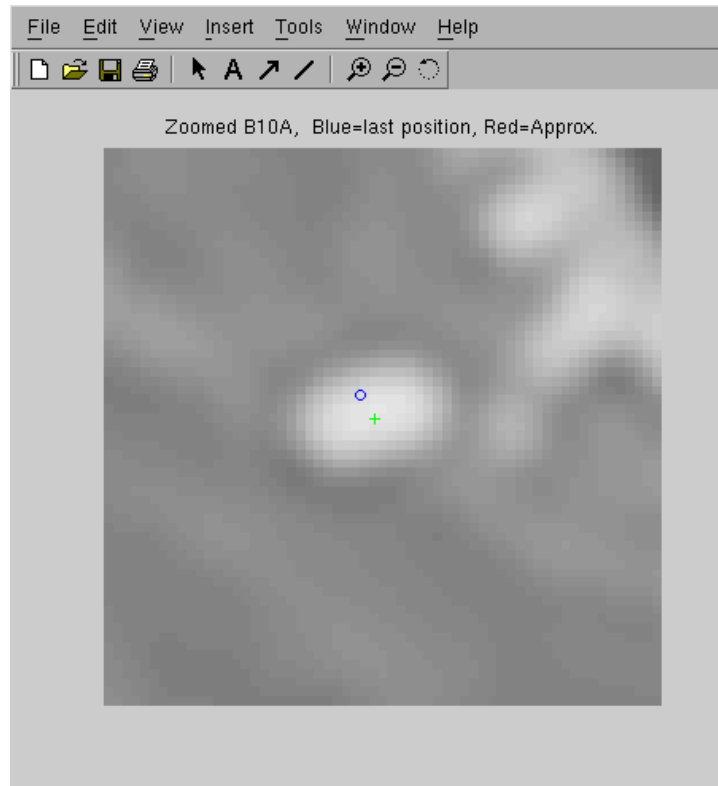 File Edit View Insert Tools Window Help
A
Zoomed B10A, Blue=last position, Red=Approx.